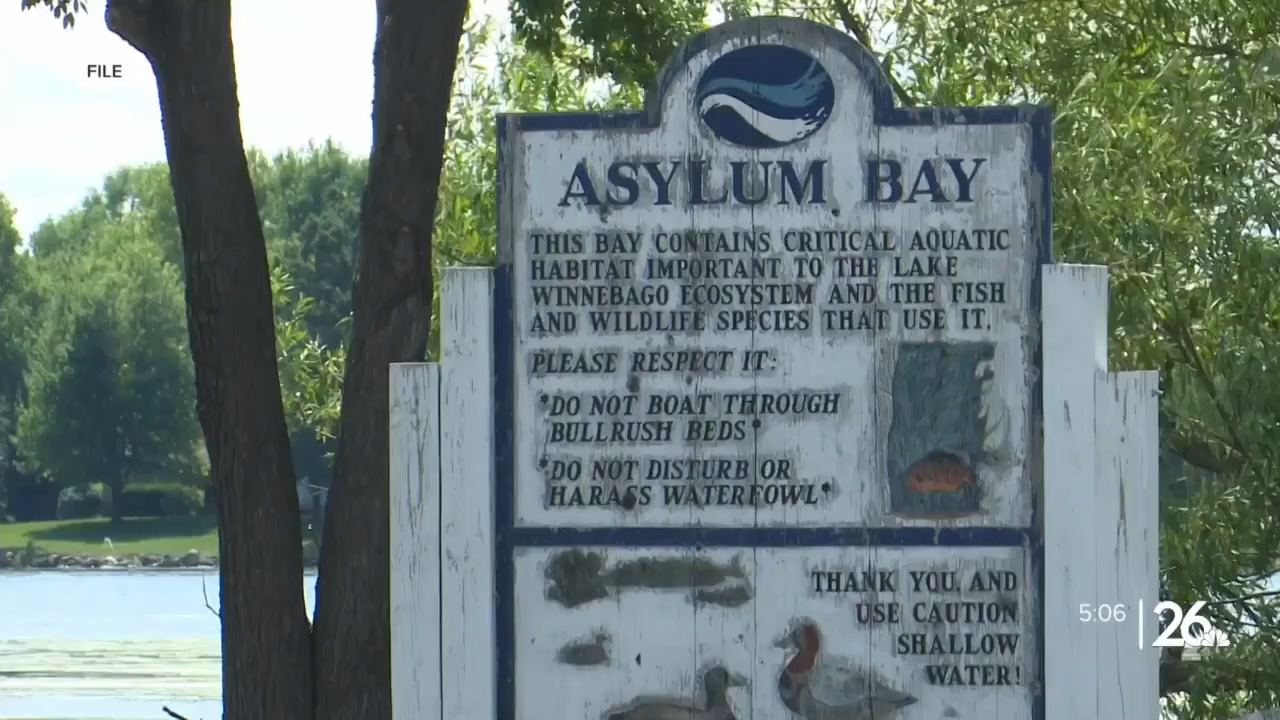 FILE
ASYLUM BAY
THIS BAY CONTAINS CRITICAL AQUATIC
HABITAT IMPORTANT TO THE LAKE
WINNEBAGO ECOSYSTEM AND THE FISH
AND WILDLIFE SPECIES THAT USE IT.
PLEASE RESPECT IT:
*DO NOT BOAT THROUGH
BULLRUSH BEDS*
*DO NOT DISTURB OR
HARASS WATERFOWL*
THANK YOU, AND
USE CAUTION
SHALLOW
WATER!
5:06 26